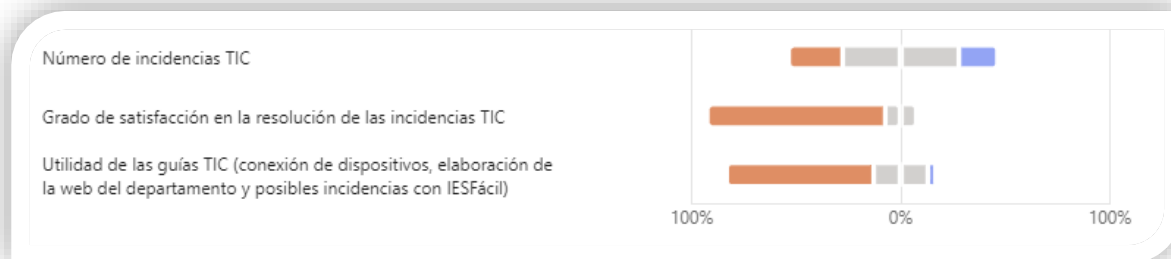 Número de incidencias TIC
Grado de satisfacción en la resolución de las incidencias TIC
Utilidad de las guías TIC (conexión de dispositivos, elaboración de
la web del departamento y posibles incidencias con IESFácil)
100% 0% 100%